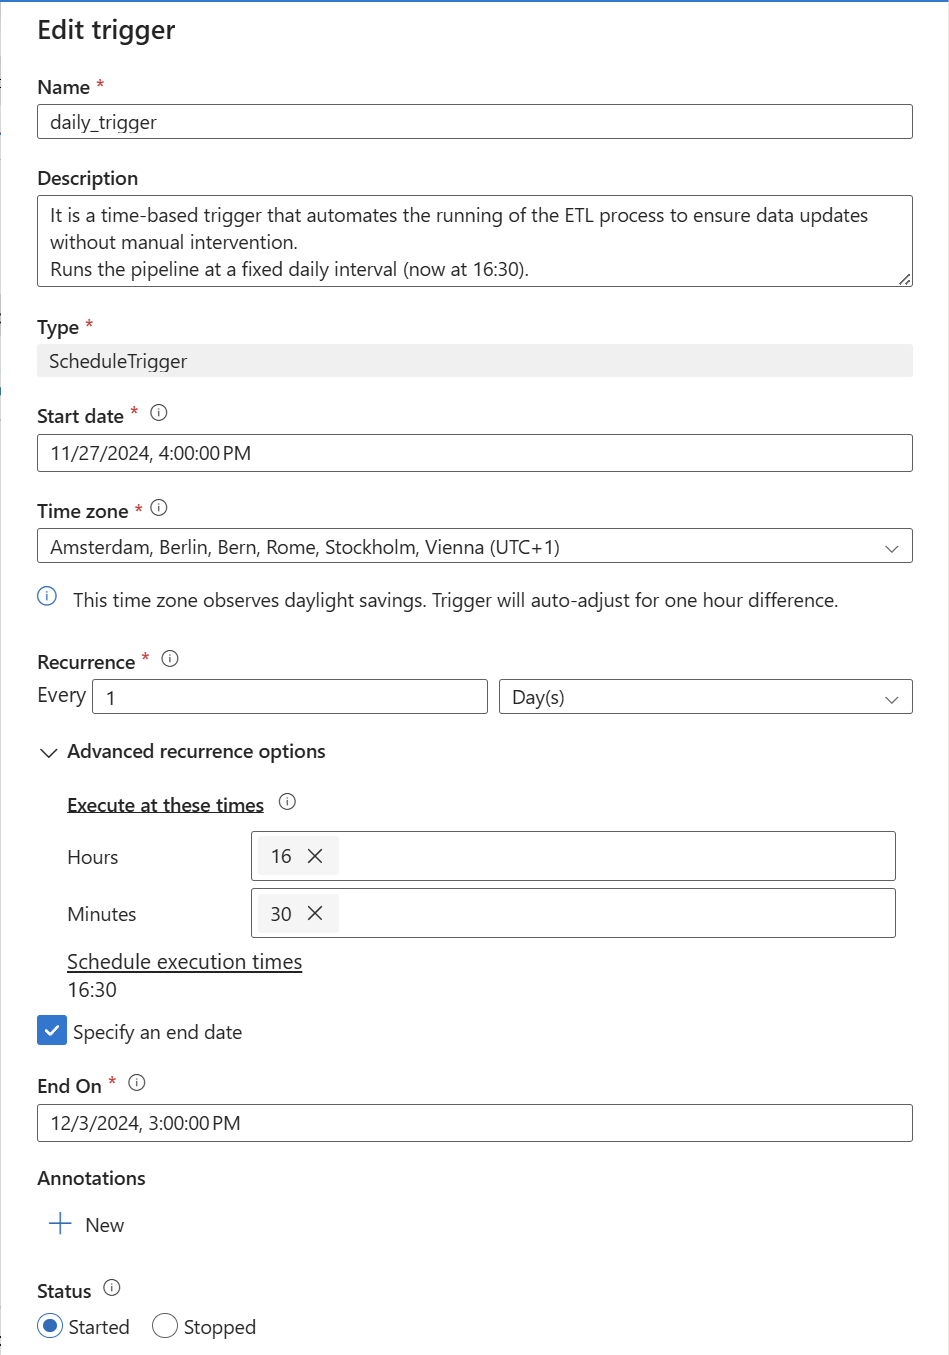 Edit trigger
Name *
daily_trigger
Description
It is a time-based trigger that automates the running of the ETL process to ensure data updates
without manual intervention.
Runs the pipeline at a fixed daily interval (now at 16:30).
Type *
ScheduleTrigger
Start date *
11/27/2024, 4:00:00 PM
Time zone *
Amsterdam, Berlin, Bern, Rome, Stockholm, Vienna (UTC+1)
This time zone observes daylight savings. Trigger will auto-adjust for one hour difference.
Recurrence *
Every 1 Day(s)
Advanced recurrence options
Execute at these times
Hours 16
Minutes 30
Schedule execution times
16:30
Specify an end date
End On *
12/3/2024, 3:00:00 PM
Annotations
New
Status
Started Stopped